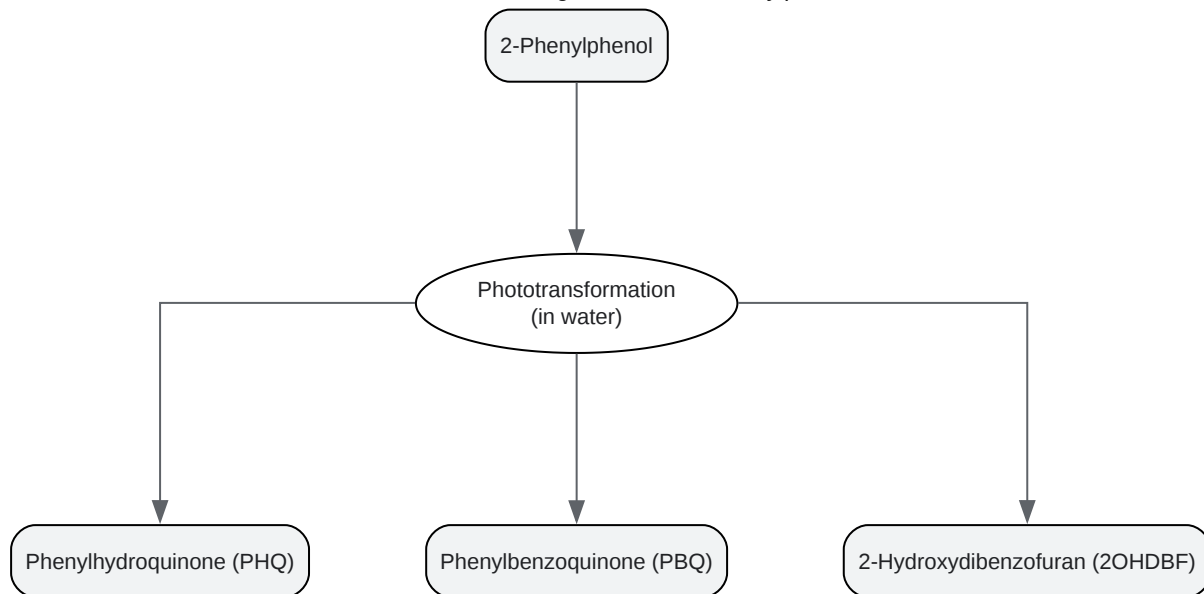 2-Phenylphenol
Phototransformation
(in water)
Phenylhydroquinone (PHQ)
Phenylbenzoquinone (PBQ)
2-Hydroxydibenzofuran (2OHDBF)